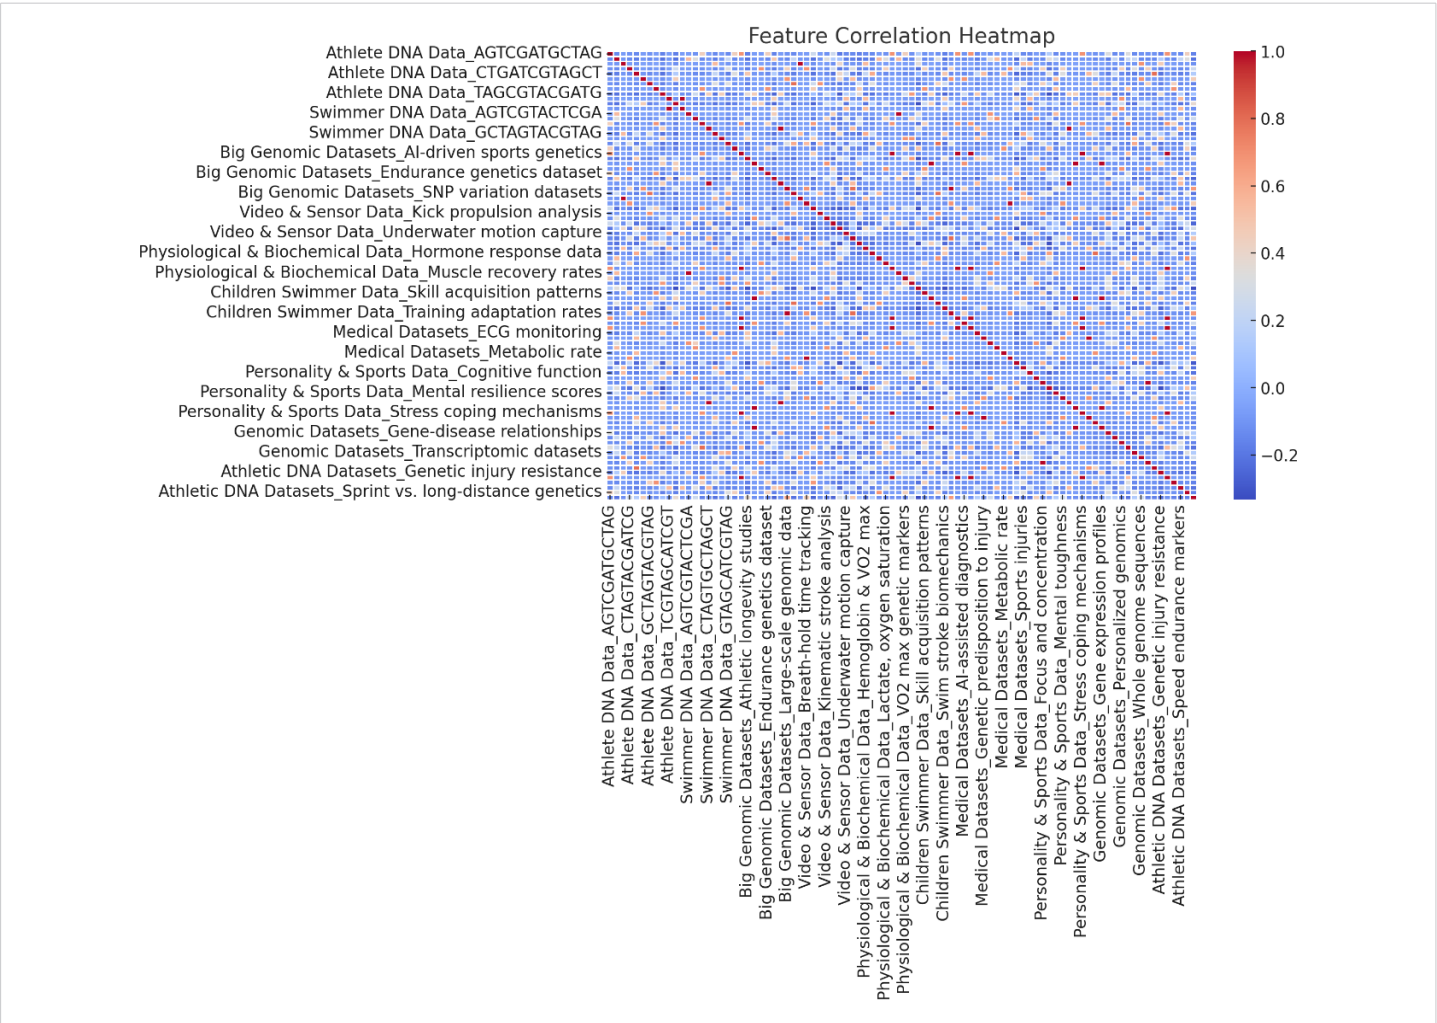 Feature Correlation Heatmap
Athlete DNA Data_AGTCGATGCTAG
Athlete DNA Data_CTGATCGTAGCT
Athlete DNA Data_TAGCGTACGATG
Swimmer DNA Data_AGTCGTACTCGA
Swimmer DNA Data_GCTAGTACGTAG
Big Genomic Datasets_AI-driven sports genetics
Big Genomic Datasets_Endurance genetics dataset
Big Genomic Datasets_SNP variation datasets
Video & Sensor Data_Kick propulsion analysis
Video & Sensor Data_Underwater motion capture
Physiological & Biochemical Data_Hormone response data
Physiological & Biochemical Data_Muscle recovery rates
Children Swimmer Data_Skill acquisition patterns
Children Swimmer Data_Training adaptation rates
Medical Datasets_ECG monitoring
Medical Datasets_Metabolic rate
Personality & Sports Data_Cognitive function
Personality & Sports Data_Mental resilience scores
Personality & Sports Data_Stress coping mechanisms
Genomic Datasets_Gene-disease relationships
Genomic Datasets_Transcriptomic datasets
Athletic DNA Datasets_Genetic injury resistance
Athletic DNA Datasets_Sprint vs. long-distance genetics
1.0
0.8
0.6
0.4
0.2
0.0
−0.2
Athlete DNA Data_AGTCGATGCTAG
Athlete DNA Data_CTAGTACGATCG
Athlete DNA Data_GCTAGTACGTAG
Athlete DNA Data_TCGTAGCATCGT
Swimmer DNA Data_AGTCGTACTCGA
Swimmer DNA Data_CTAGTGCTAGCT
Swimmer DNA Data_GTAGCATCGTAG
Big Genomic Datasets_Athletic longevity studies
Big Genomic Datasets_Endurance genetics dataset
Big Genomic Datasets_Large-scale genomic data
Video & Sensor Data_Breath-hold time tracking
Video & Sensor Data_Kinematic stroke analysis
Video & Sensor Data_Underwater motion capture
Physiological & Biochemical Data_Hemoglobin & VO2 max
Physiological & Biochemical Data_Lactate, oxygen saturation
Physiological & Biochemical Data_VO2 max genetic markers
Children Swimmer Data_Skill acquisition patterns
Children Swimmer Data_Swim stroke biomechanics
Medical Datasets_AI-assisted diagnostics
Medical Datasets_Genetic predisposition to injury
Medical Datasets_Metabolic rate
Medical Datasets_Sports injuries
Personality & Sports Data_Focus and concentration
Personality & Sports Data_Mental toughness
Personality & Sports Data_Stress coping mechanisms
Genomic Datasets_Gene expression profiles
Genomic Datasets_Personalized genomics
Genomic Datasets_Whole genome sequences
Athletic DNA Datasets_Genetic injury resistance
Athletic DNA Datasets_Speed endurance markers